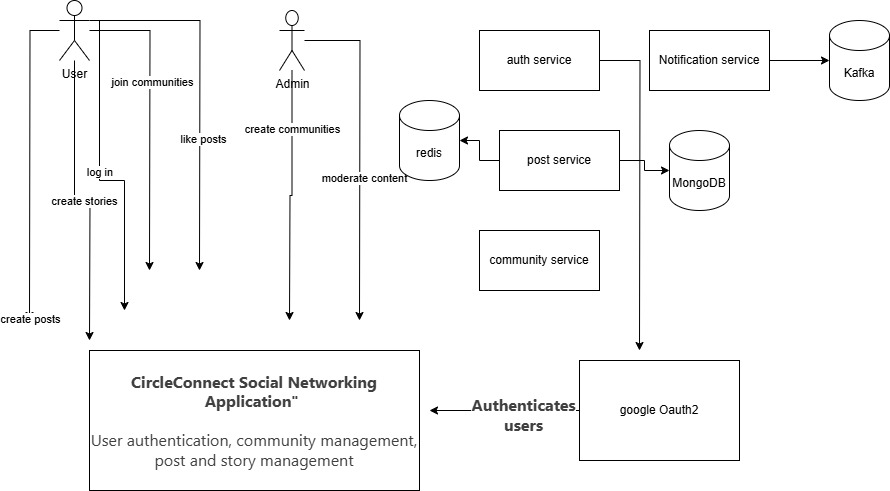 User
Admin
auth service
Notification service
Kafka
join communities
create communities
like posts
redis
post service
log in
moderate content
MongoDB
create stories
community service
create posts
CircleConnect Social Networking
Application"
User authentication, community management,
post and story management
Authenticates
users
google Oauth2